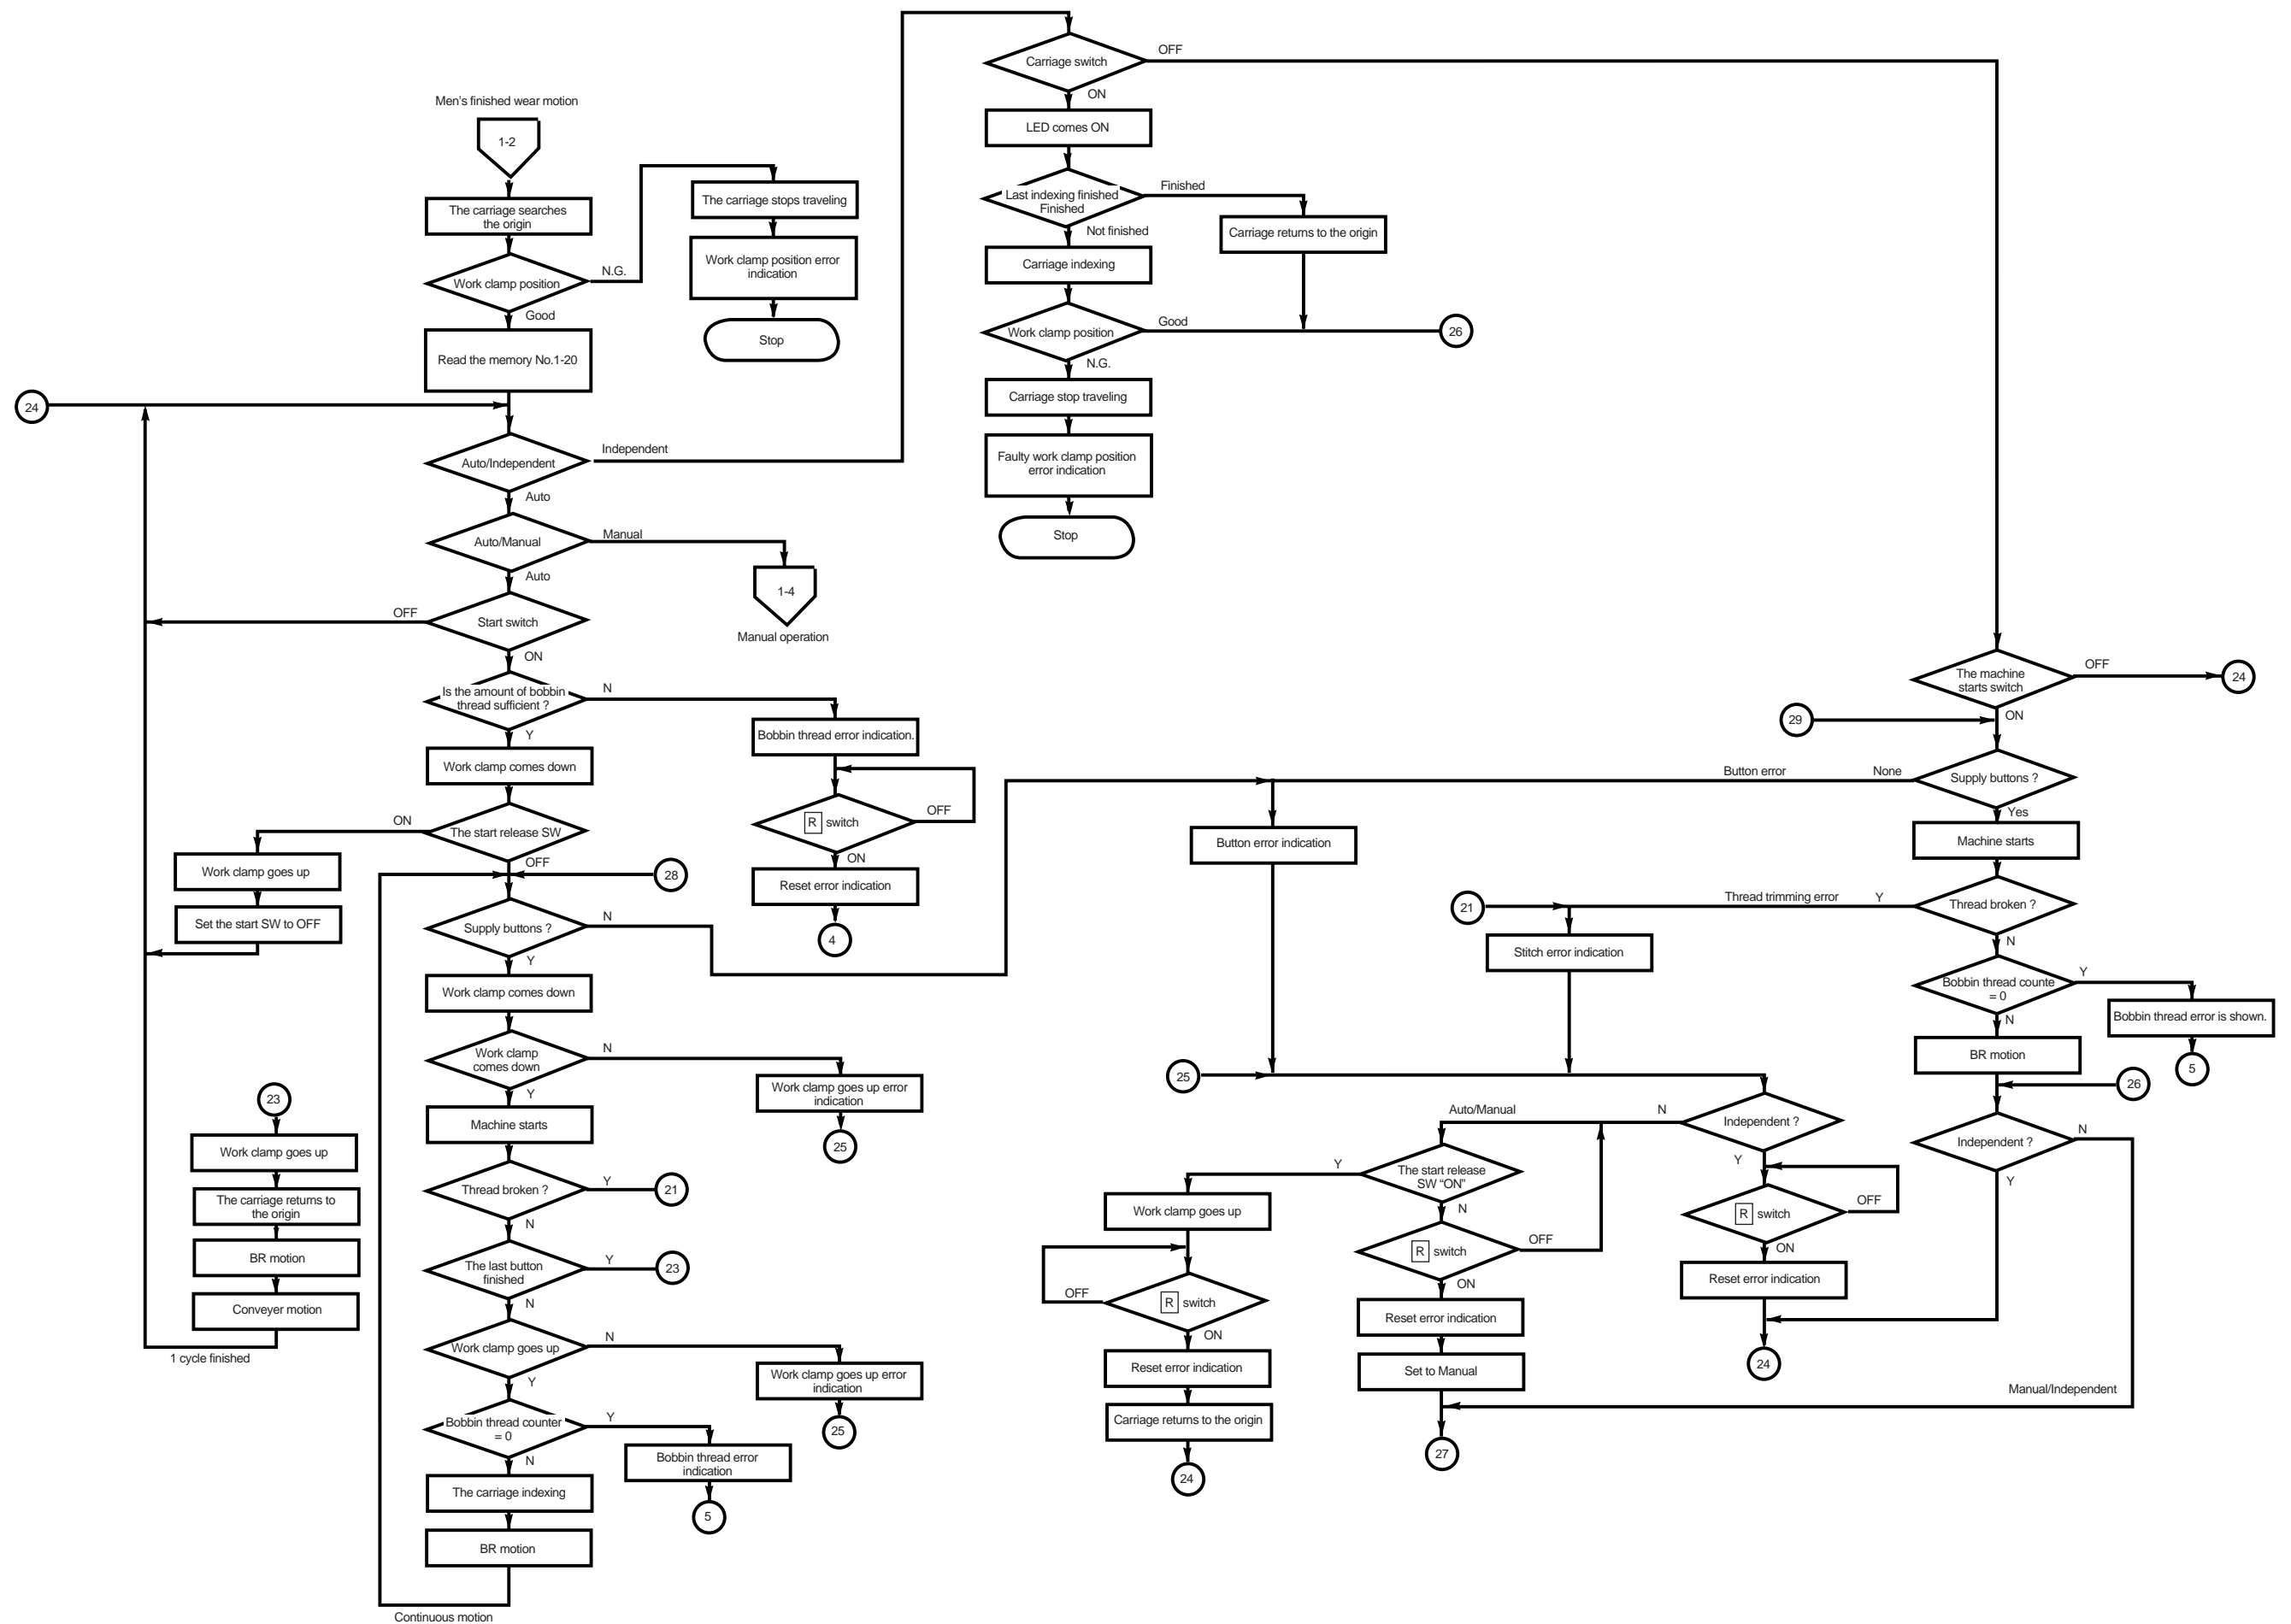 Men's finished wear motion
1-2
The carriage searches
the origin
Work clamp position
N.G.
Good
The carriage stops traveling
Work clamp position error
indication
Stop
Read the memory No.1-20
24
Auto/Independent
Independent
Auto
Auto/Manual
Manual
1-4
Manual operation
Auto
Start switch
OFF
ON
Is the amount of bobbin
thread sufficient ?
N
Y
Bobbin thread error indication.
R switch
OFF
ON
Reset error indication
4
Work clamp comes down
The start release SW
ON
OFF
Work clamp goes up
Set the start SW to OFF
28
Supply buttons ?
N
Y
Work clamp comes down
Work clamp
comes down
N
Y
Work clamp goes up error
indication
25
Machine starts
Thread broken ?
Y
21
N
The last button
finished
Y
23
N
Work clamp goes up
N
Y
Work clamp goes up error
indication
25
Bobbin thread counter
= 0
Y
N
Bobbin thread error
indication
5
The carriage indexing
BR motion
Continuous motion
23
Work clamp goes up
The carriage returns to
the origin
BR motion
Conveyer motion
1 cycle finished
Carriage switch
OFF
ON
LED comes ON
Last indexing finished
Finished
Finished
Not finished
Carriage returns to the origin
Carriage indexing
Work clamp position
Good
26
N.G.
Carriage stop traveling
Faulty work clamp position
error indication
Stop
The machine
starts switch
OFF
24
ON
29
Supply buttons ?
None
Button error
Yes
Button error indication
Machine starts
Thread broken ?
Y
Thread trimming error
21
N
Stitch error indication
Bobbin thread counte
= 0
Y
N
Bobbin thread error is shown.
5
BR motion
26
Independent ?
N
Y
25
Independent ?
N
Auto/Manual
Y
R switch
OFF
ON
Reset error indication
24
The start release
SW “ON”
Y
N
R switch
OFF
ON
Reset error indication
Set to Manual
Manual/Independent
27
Work clamp goes up
R switch
OFF
ON
Reset error indication
Carriage returns to the origin
24